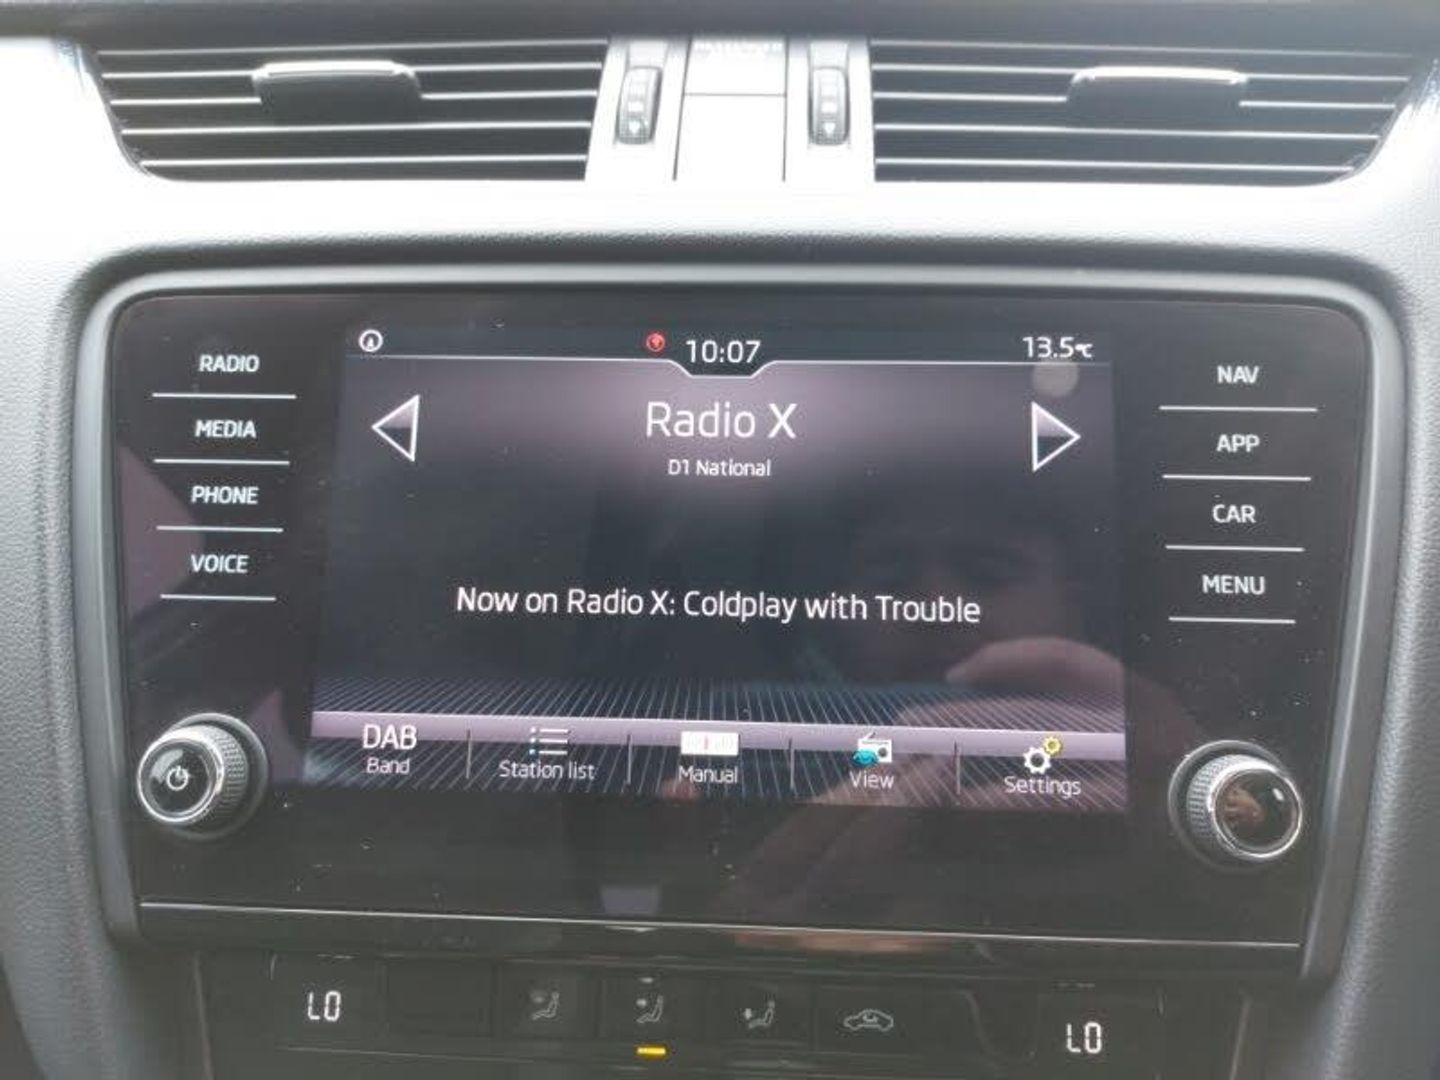 10:07
13.5℃
RADIO
MEDIA
PHONE
VOICE
Radio X
D1 National
Now on Radio X: Coldplay with Trouble
NAV
APP
CAR
MENU
DAB
Band
Station list
Manual
View
Settings
LO
LO